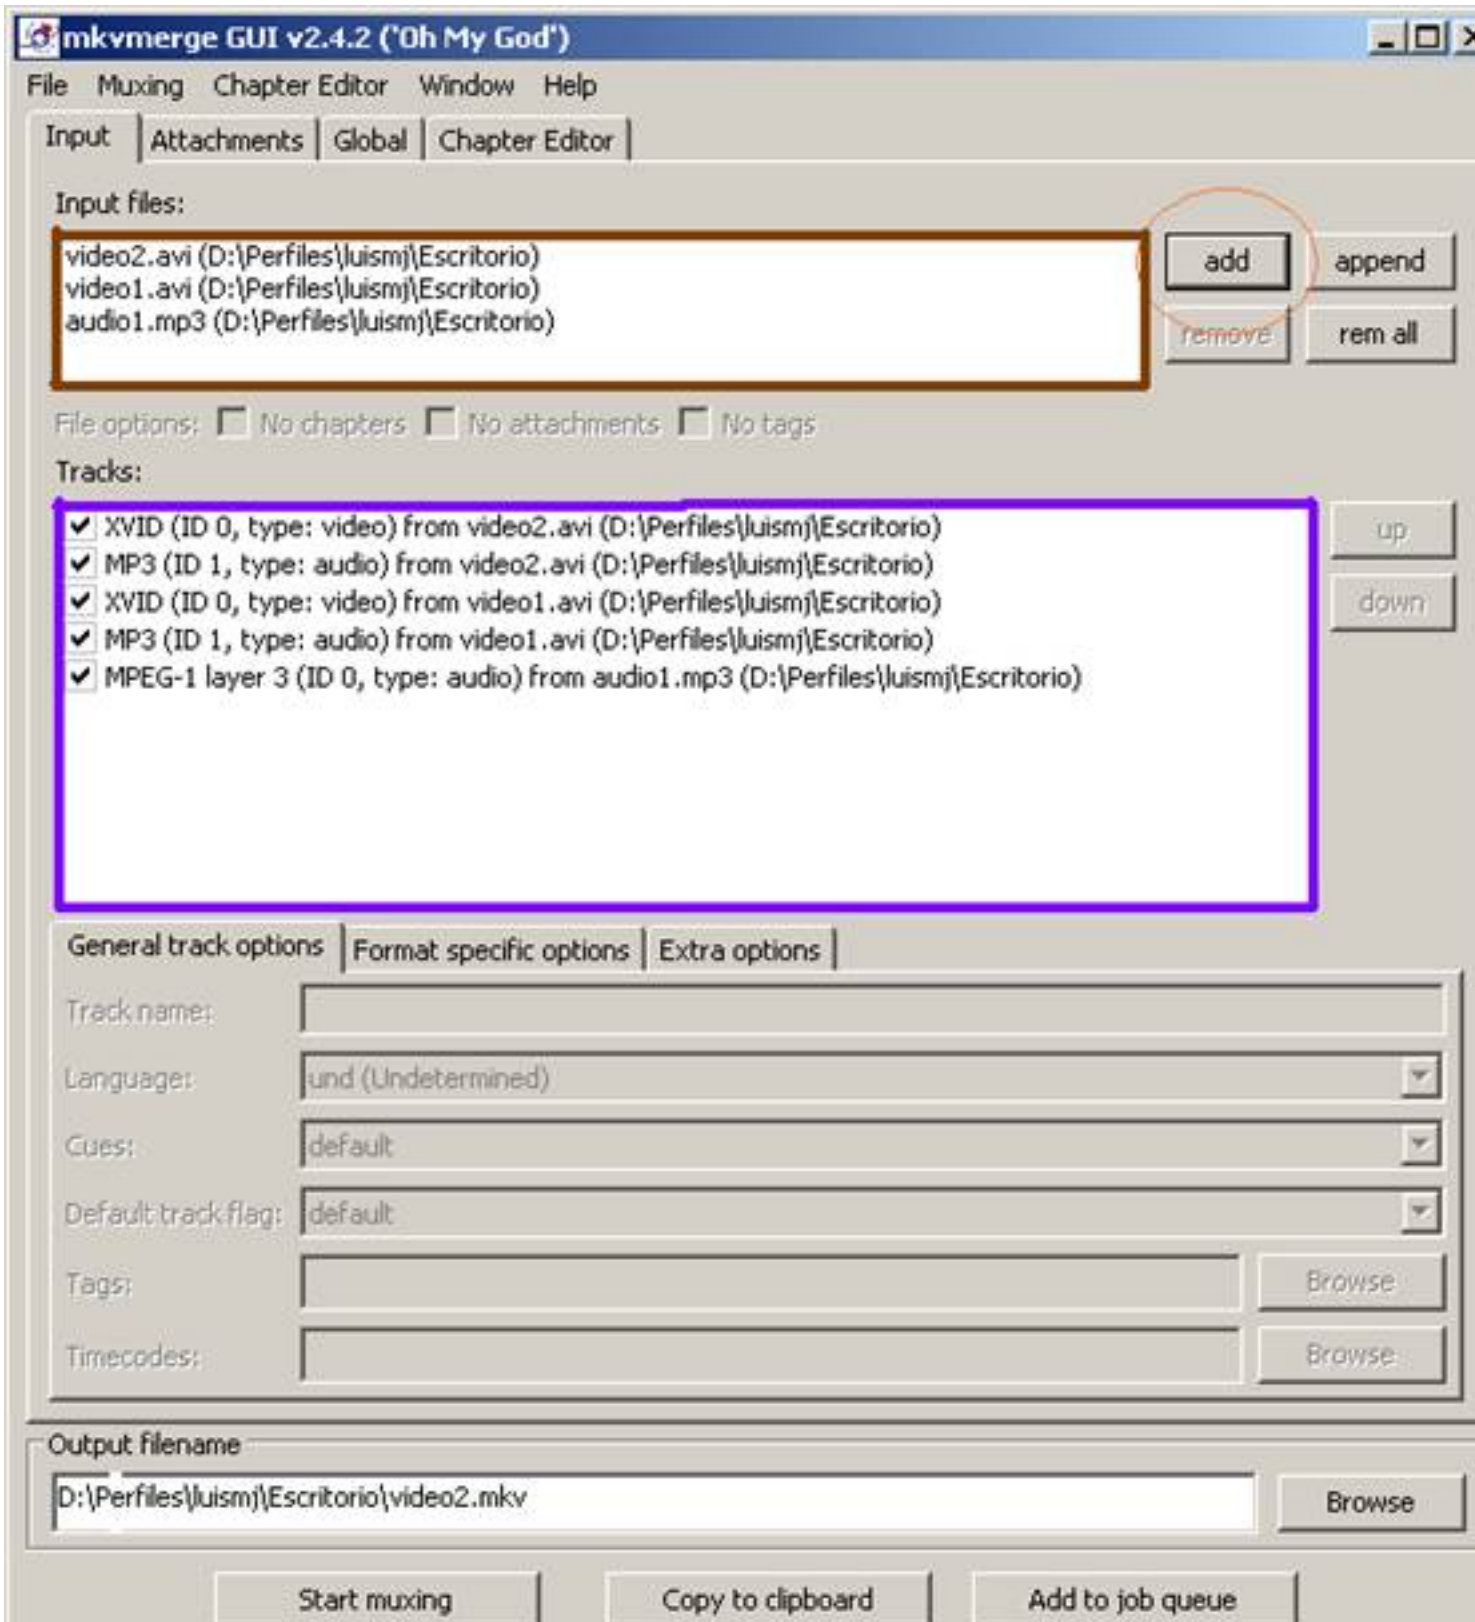 mkvmerge GUI v2.4.2 ('Oh My God')
File Muxing Chapter Editor Window Help
Input Attachments Global Chapter Editor
Input files:
video2.avi (D:\Perfiles\luismj\Escritorio)
video1.avi (D:\Perfiles\luismj\Escritorio)
audio1.mp3 (D:\Perfiles\luismj\Escritorio)
add append
remove rem all
File options: No chapters No attachments No tags
Tracks:
XVID (ID 0, type: video) from video2.avi (D:\Perfiles\luismj\Escritorio)
MP3 (ID 1, type: audio) from video2.avi (D:\Perfiles\luismj\Escritorio)
XVID (ID 0, type: video) from video1.avi (D:\Perfiles\luismj\Escritorio)
MP3 (ID 1, type: audio) from video1.avi (D:\Perfiles\luismj\Escritorio)
MPEG-1 layer 3 (ID 0, type: audio) from audio1.mp3 (D:\Perfiles\luismj\Escritorio)
up
down
General track options Format specific options Extra options
Track name:
Language: und (Undetermined)
Cues: default
Default track flag: default
Tags: Browse
Timecodes: Browse
Output filename
D:\Perfiles\luismj\Escritorio\video2.mkv Browse
Start muxing Copy to clipboard Add to job queue